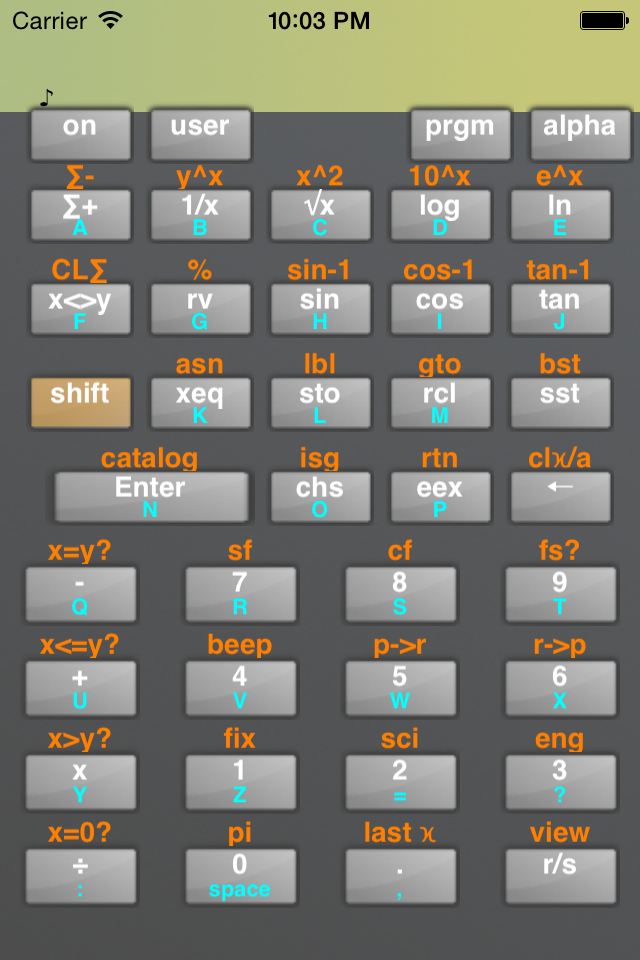 Carrier 10:03 PM
♪
on user prgm alpha
∑- y^x x^2 10^x e^x
∑+ 1/x √x log ln
A B C D E
CL∑ % sin-1 cos-1 tan-1
x<>y rv sin cos tan
F G H I J
asn lbl gto bst
shift xeq sto rcl sst
K L M
catalog isg rtn clx/a
Enter chs eex ←
N O P
x=y? sf cf fs?
- 7 8 9
Q R S T
x<=y? beep p->r r->p
+ 4 5 6
U V W X
x>y? fix sci eng
x 1 2 3
Y Z = ?
x=0? pi last x view
÷ 0 . r/s
: space ,